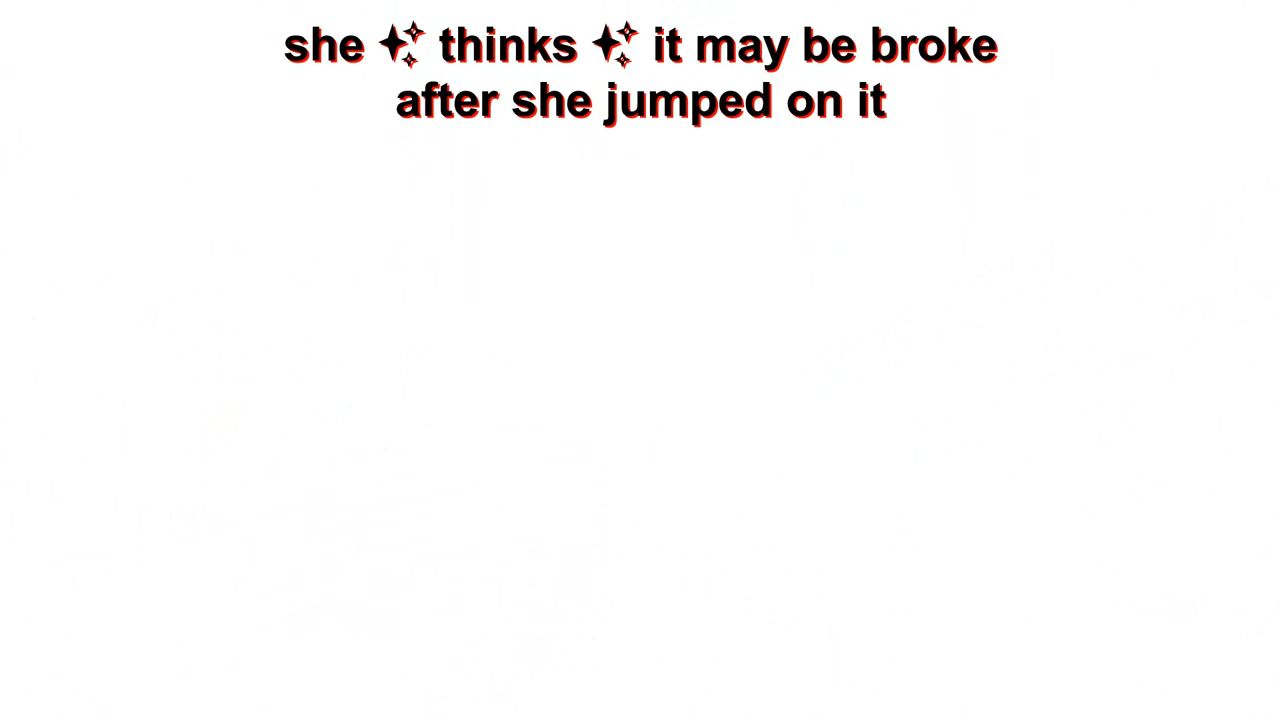 she ✨ thinks ✨ it may be broke
after she jumped on it